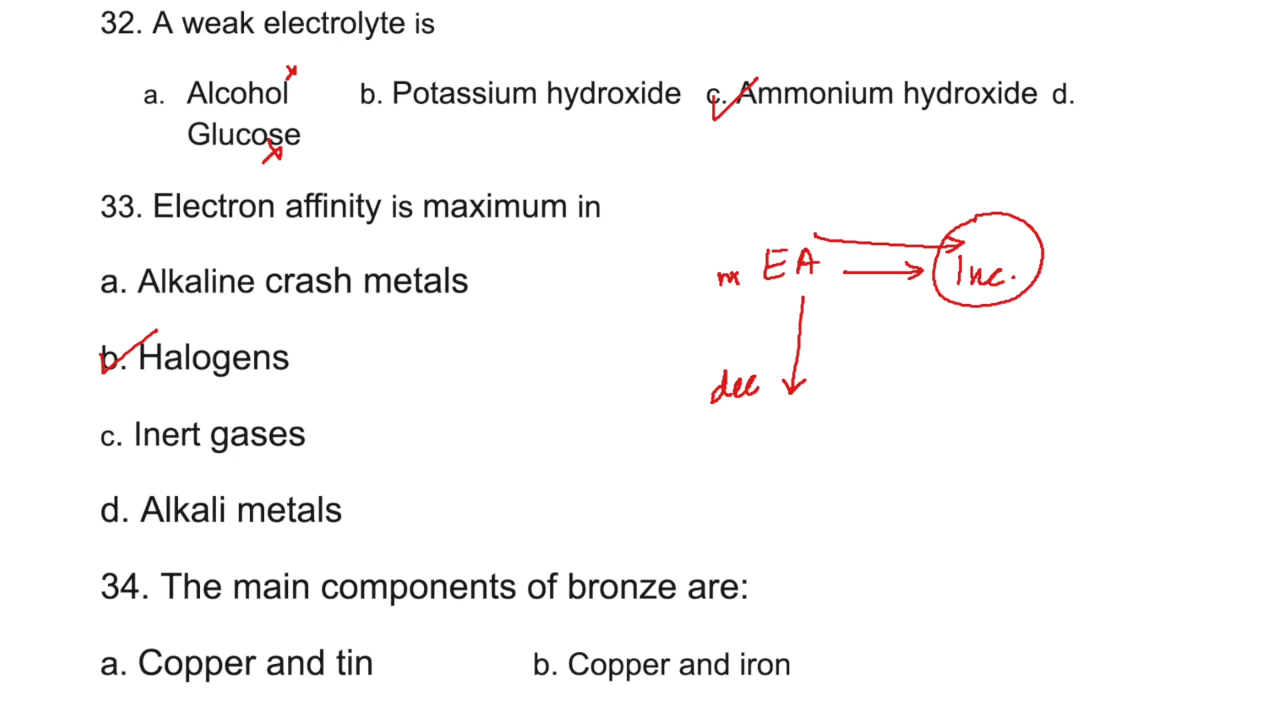 32. A weak electrolyte is
a. Alcohol b. Potassium hydroxide c. Ammonium hydroxide d.
Glucose
33. Electron affinity is maximum in
EA
Inc.
a. Alkaline crash metals
b. Halogens
dec
c. Inert gases
d. Alkali metals
34. The main components of bronze are:
a. Copper and tin b. Copper and iron